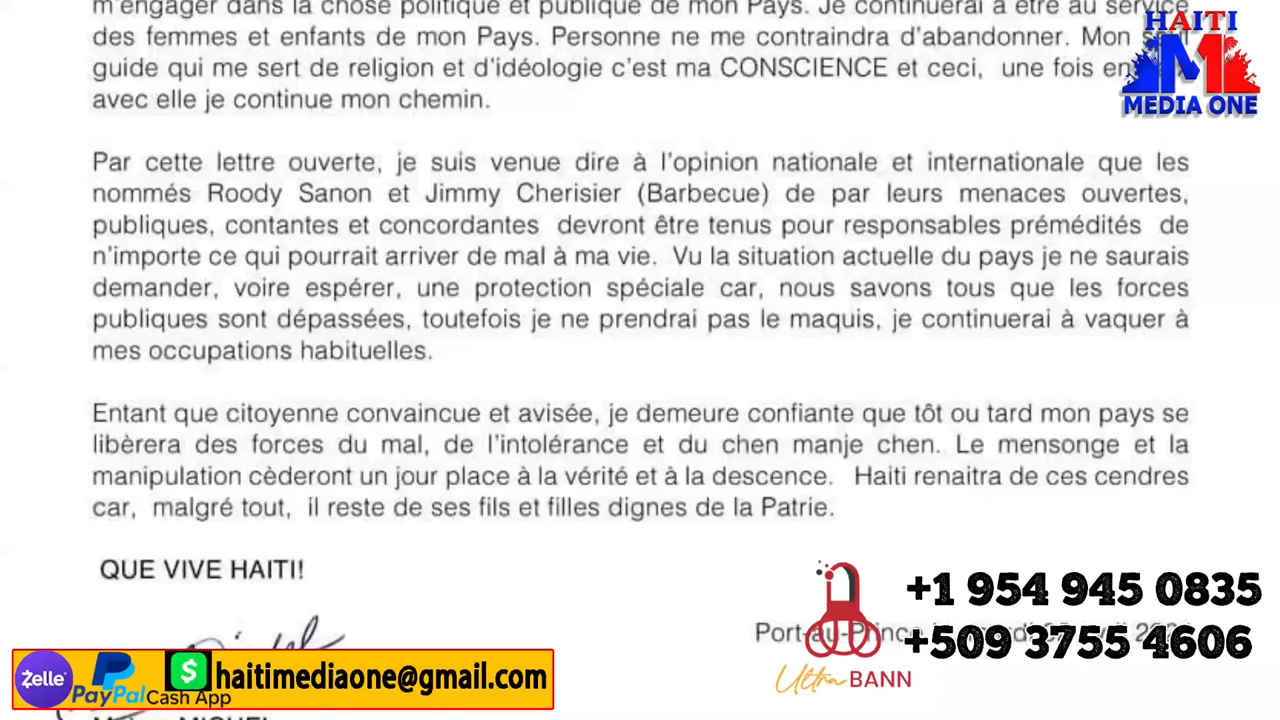 m'engager dans la chose politique et publique de mon Pays. Je continuerai à être au service
des femmes et enfants de mon Pays. Personne ne me contraindra d'abandonner. Mon seul
guide qui me sert de religion et d'idéologie c'est ma CONSCIENCE et ceci, une fois en
avec elle je continue mon chemin.
HAITI
M
MEDIA ONE
Par cette lettre ouverte, je suis venue dire à l'opinion nationale et internationale que les
nommés Roody Sanon et Jimmy Cherisier (Barbecue) de par leurs menaces ouvertes,
publiques, contantes et concordantes devront être tenus pour responsables prémédités de
n'importe ce qui pourrait arriver de mal à ma vie. Vu la situation actuelle du pays je ne saurais
demander, voire espérer, une protection spéciale car, nous savons tous que les forces
publiques sont dépassées, toutefois je ne prendrai pas le maquis, je continuerai à vaquer à
mes occupations habituelles.
Entant que citoyenne convaincue et avisée, je demeure confiante que tôt ou tard mon pays se
libèrera des forces du mal, de l'intolérance et du chen manje chen. Le mensonge et la
manipulation cèderont un jour place à la vérité et à la descence. Haiti renaitra de ces cendres
car, malgré tout, il reste de ses fils et filles dignes de la Patrie.
QUE VIVE HAITI!
Port-au-Prince
+1 954 945 0835
+509 3755 4606
Ultra BANN
Zelle
PayPal
$
Cash App
haitimediaone@gmail.com